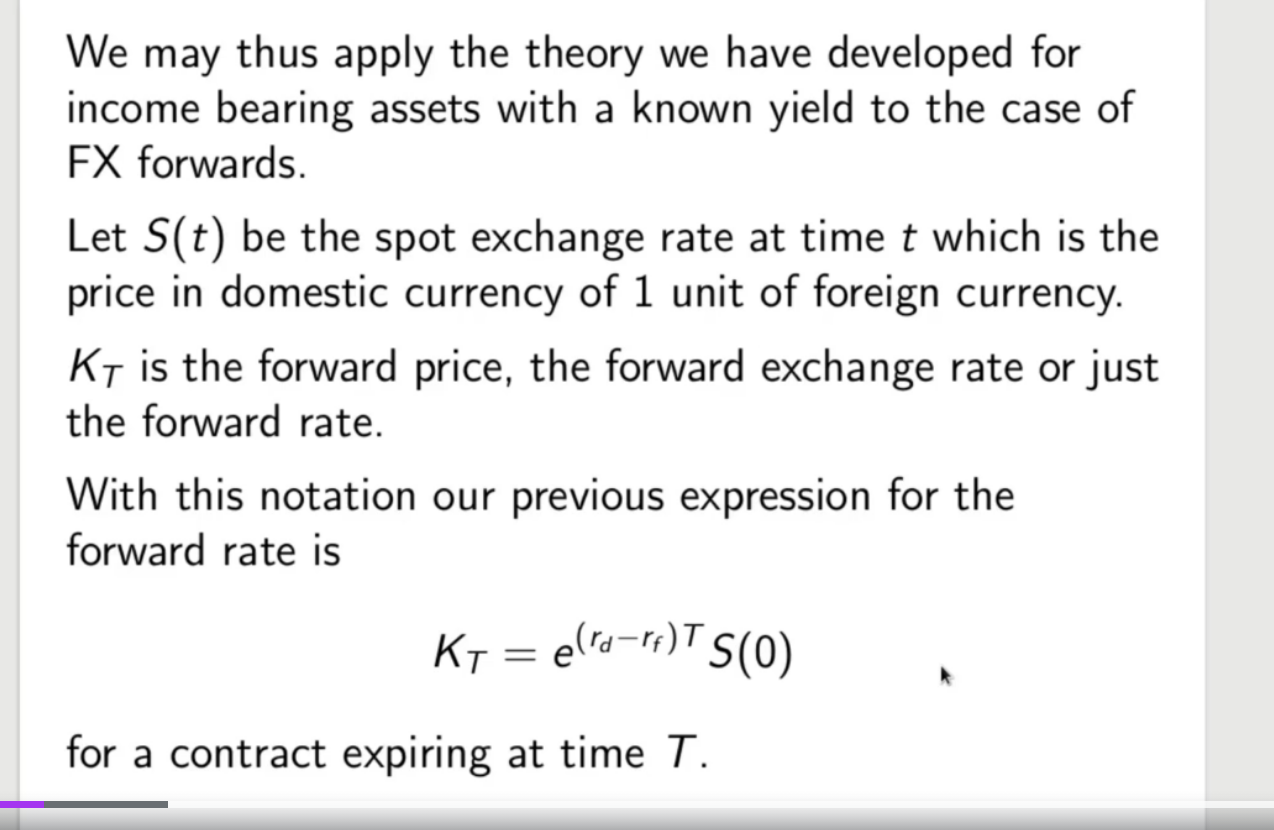 We may thus apply the theory we have developed for
income bearing assets with a known yield to the case of
FX forwards.
Let S(t) be the spot exchange rate at time t which is the
price in domestic currency of 1 unit of foreign currency.
K_T is the forward price, the forward exchange rate or just
the forward rate.
With this notation our previous expression for the
forward rate is
K_T = e^{(r_d − r_f)T} S(0)
for a contract expiring at time T.